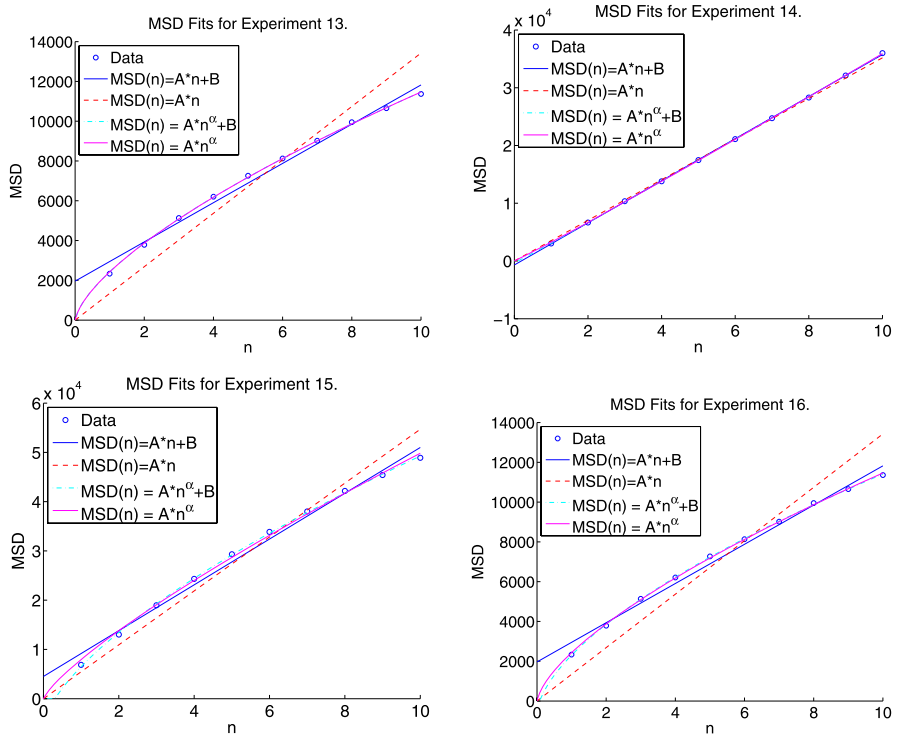 MSD Fits for Experiment 13.
14000
12000
10000
8000
6000
4000
2000
0
MSD
Data
MSD(n)=A*n+B
MSD(n)=A*n
MSD(n) = A*n^α+B
MSD(n) = A*n^α
0 2 4 6 8 10
n
MSD Fits for Experiment 14.
x 10^4
4
3
2
1
0
−1
MSD
Data
MSD(n)=A*n+B
MSD(n)=A*n
MSD(n) = A*n^α+B
MSD(n) = A*n^α
0 2 4 6 8 10
n
MSD Fits for Experiment 15.
x 10^4
6
5
4
3
2
1
0
MSD
Data
MSD(n)=A*n+B
MSD(n)=A*n
MSD(n) = A*n^α+B
MSD(n) = A*n^α
0 2 4 6 8 10
n
MSD Fits for Experiment 16.
14000
12000
10000
8000
6000
4000
2000
0
MSD
Data
MSD(n)=A*n+B
MSD(n)=A*n
MSD(n) = A*n^α+B
MSD(n) = A*n^α
0 2 4 6 8 10
n